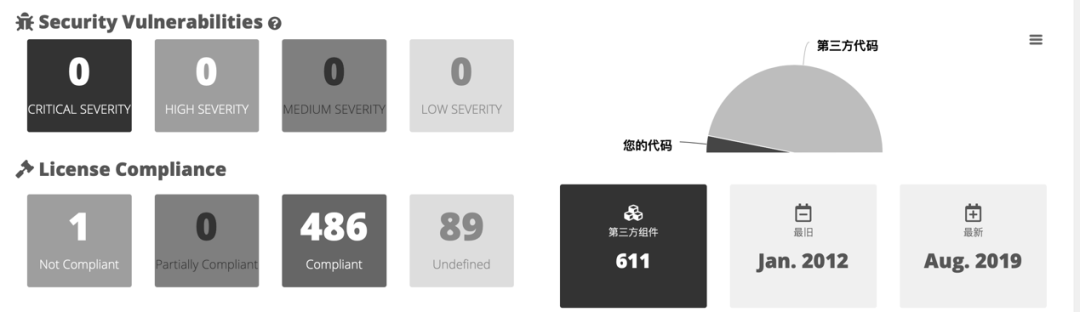 Security Vulnerabilities ?
0
CRITICAL SEVERITY
0
HIGH SEVERITY
0
MEDIUM SEVERITY
0
LOW SEVERITY
License Compliance
1
Not Compliant
0
Partially Compliant
486
Compliant
89
Undefined
第三方代码
您的代码
第三方组件
611
最旧
Jan. 2012
最新
Aug. 2019